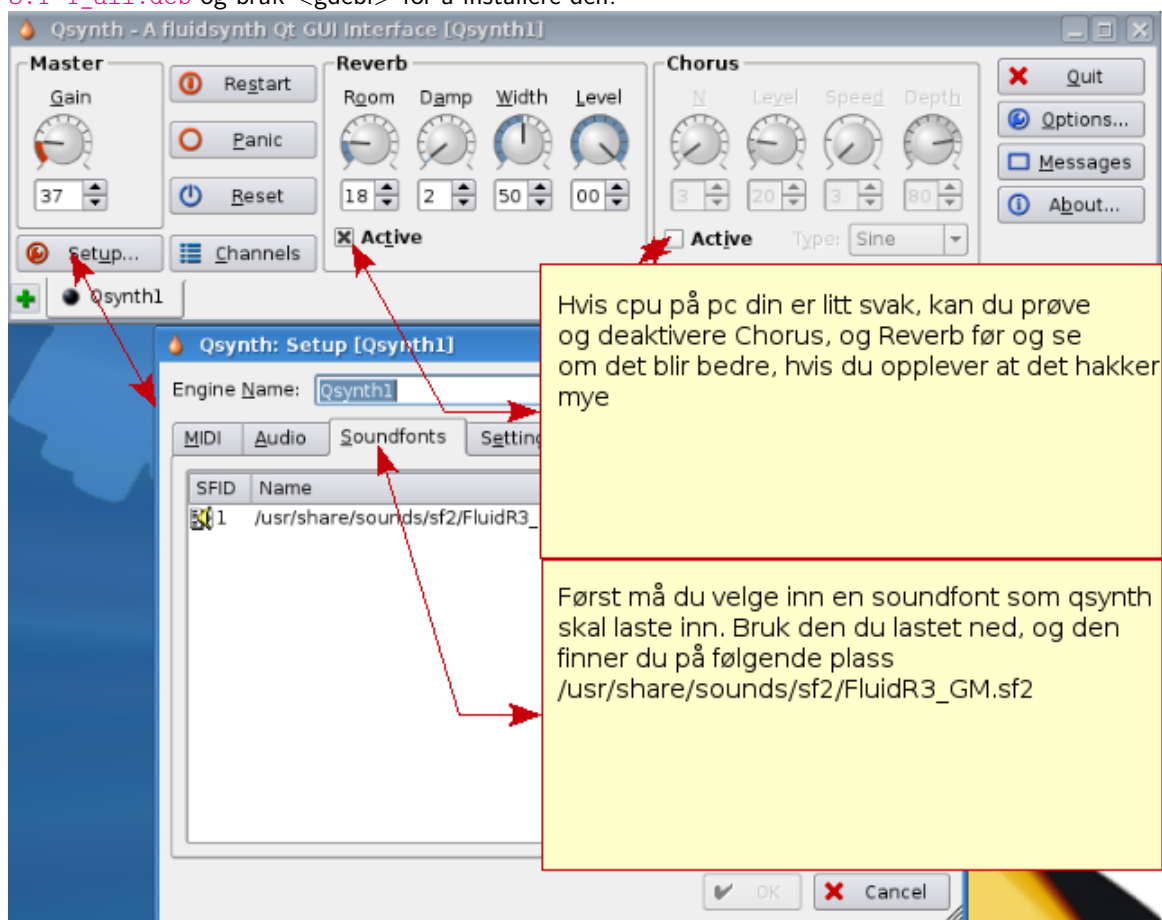 3.1-1_all.deb og bruk <gdebi> for å installere den.
Qsynth - A fluidsynth Qt GUI Interface [Qsynth1]
Master
Gain
37
Setup...
Restart
Panic
Reset
Channels
Reverb
Room Damp Width Level
18 2 50 00
Active
Chorus
N Level Speed Depth
3 20 3 80
Active Type: Sine
Quit
Options...
Messages
About...
Qsynth1
Qsynth: Setup [Qsynth1]
Engine Name: Qsynth1
MIDI Audio Soundfonts
SFID Name
1 /usr/share/sounds/sf2/FluidR3_
Hvis cpu på pc din er litt svak, kan du prøve
og deaktivere Chorus, og Reverb før og se
om det blir bedre, hvis du opplever at det hakker
mye
Først må du velge inn en soundfont som qsynth
skal laste inn. Bruk den du lastet ned, og den
finner du på følgende plass
/usr/share/sounds/sf2/FluidR3_GM.sf2
OK Cancel